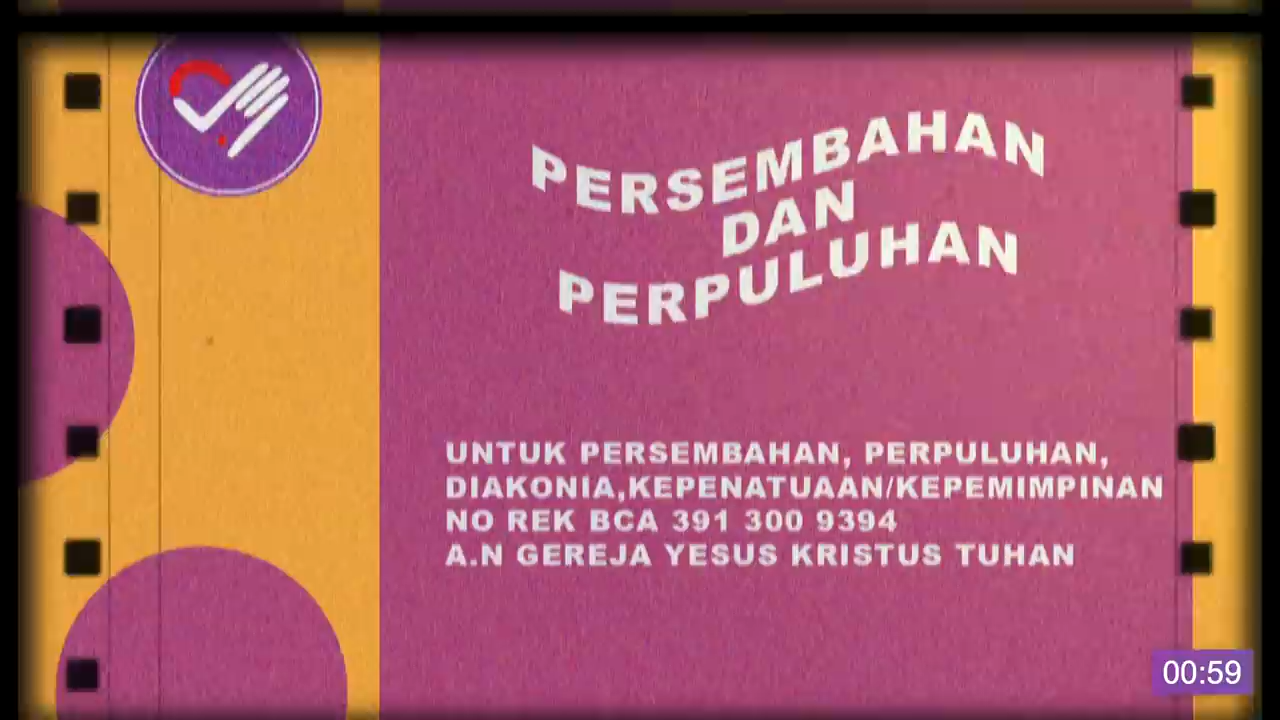 PERSEMBAHAN
DAN
PERPULUHAN
UNTUK PERSEMBAHAN, PERPULUHAN,
DIAKONIA,KEPENATUAAN/KEPEMIMPINAN
NO REK BCA 391 300 9394
A.N GEREJA YESUS KRISTUS TUHAN
00:59